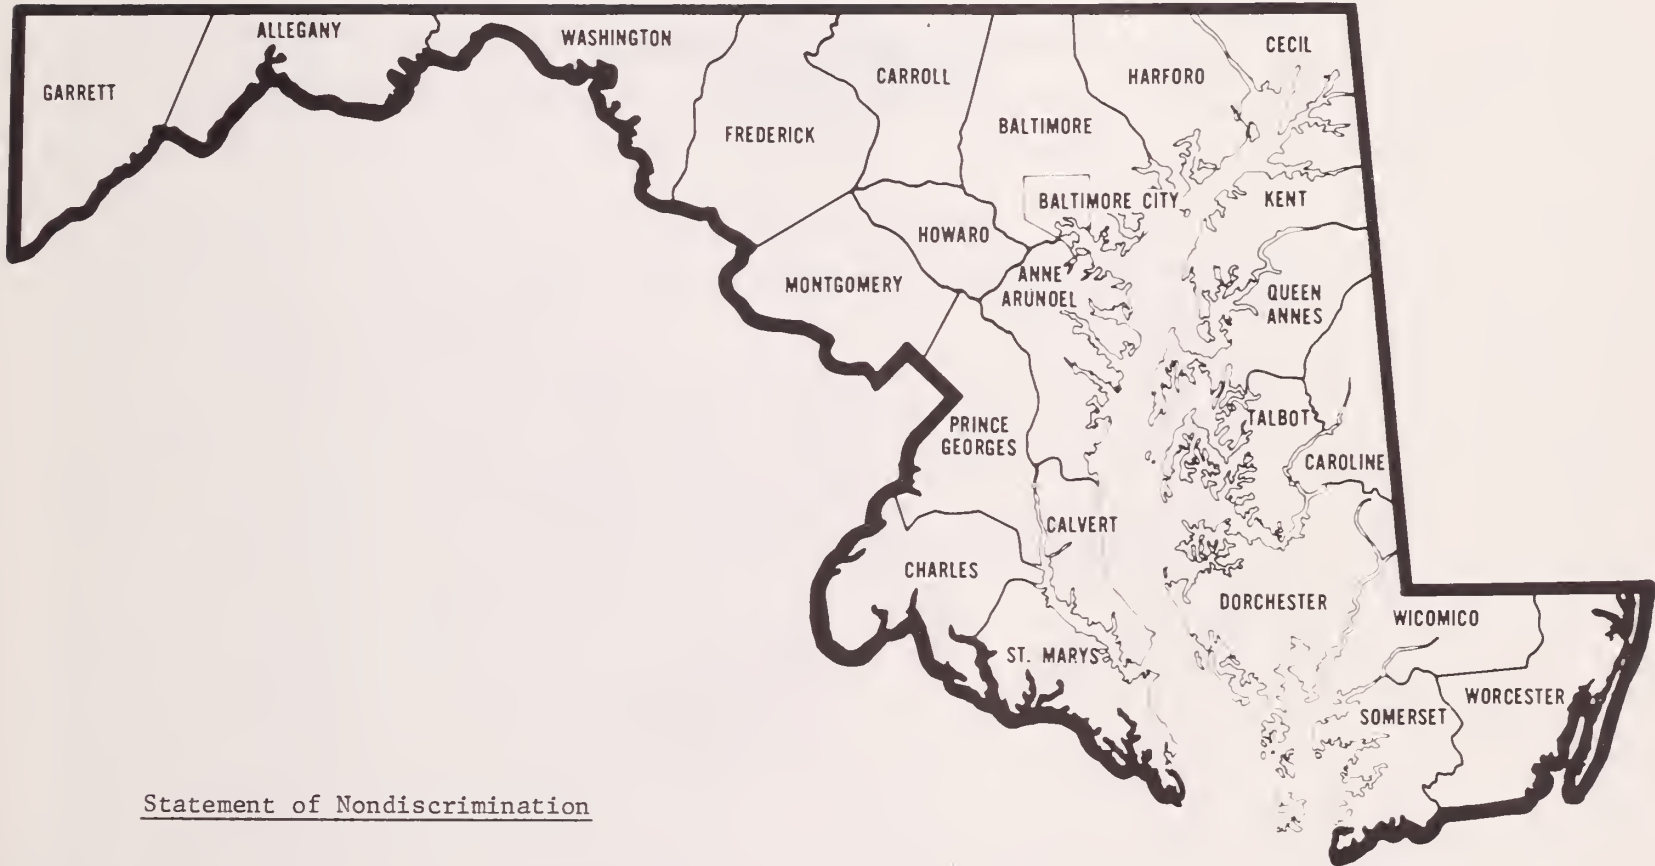 ALLEGANY
WASHINGTON
CECIL
GARRETT
CARROLL
HARFORO
FREDERICK
BALTIMORE
BALTIMORE CITY
KENT
HOWARO
MONTGOMERY
ANNE
ARUNOEL
QUEEN
ANNES
PRINCE
GEORGES
TALBOT
CAROLINE
CALVERT
CHARLES
DORCHESTER
WICOMICO
ST. MARYS
WORCESTER
SOMERSET
Statement of Nondiscrimination